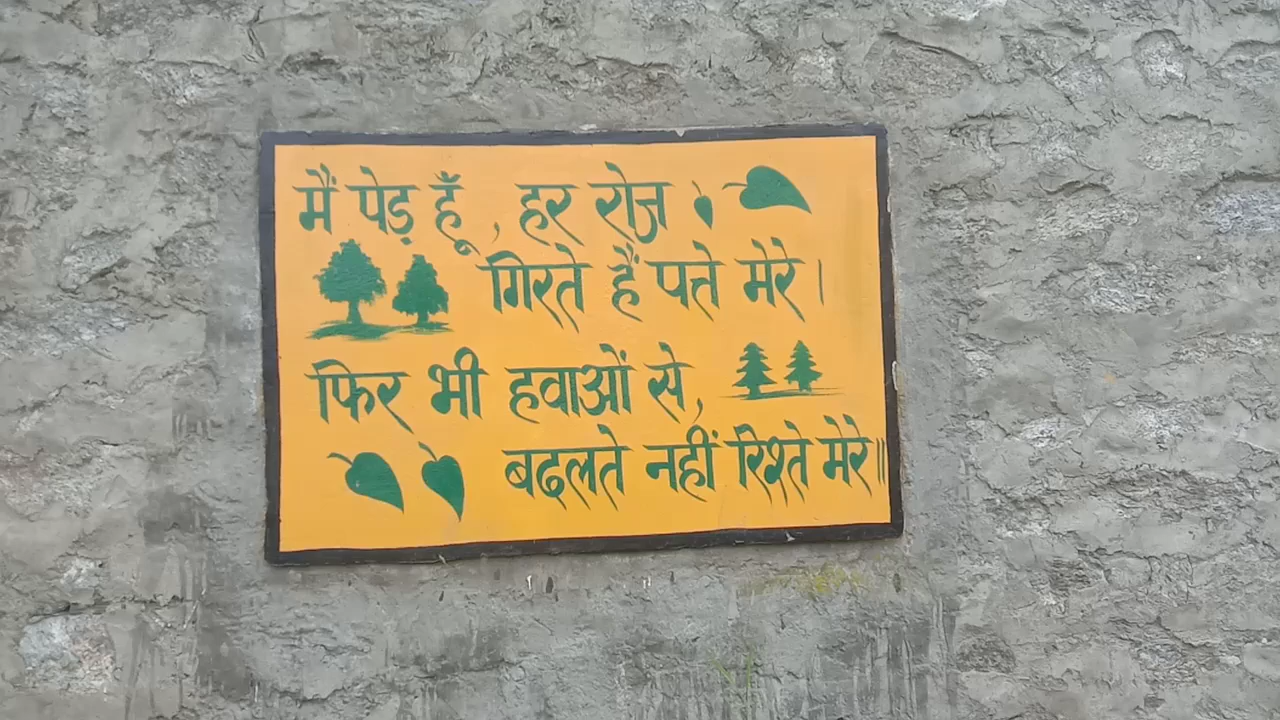 मैं पेड़ हूँ, हर रोज
गिरते हैं पत्ते मेरे।
फिर भी हवाओं से,
बदलते नहीं रिश्ते मेरे॥